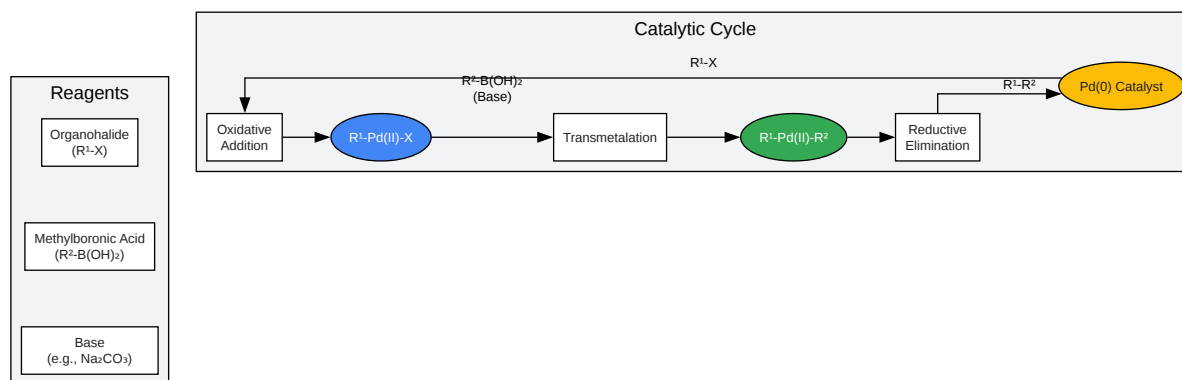 Catalytic Cycle
R¹-X
R²-B(OH)₂
(Base)
R¹-R²
Pd(0) Catalyst
Oxidative
Addition
R¹-Pd(II)-X
Transmetalation
R¹-Pd(II)-R²
Reductive
Elimination
Reagents
Organohalide
(R¹-X)
Methylboronic Acid
(R²-B(OH)₂)
Base
(e.g., Na₂CO₃)